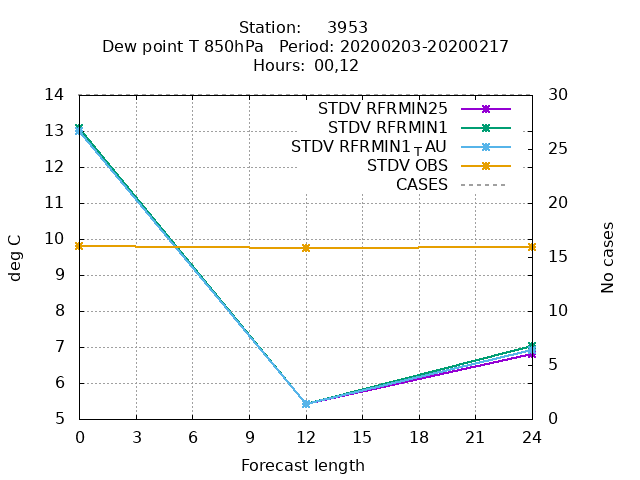 Station: 3953
Dew point T 850hPa Period: 20200203-20200217
Hours: 00,12
14 30
STDV RFRMIN25
13 STDV RFRMIN1 25
STDV RFRMIN1TAU
12 STDV OBS
CASES
11 20
10
deg C 9 15 No cases
8 10
7
6 5
5 0
0 3 6 9 12 15 18 21 24
Forecast length